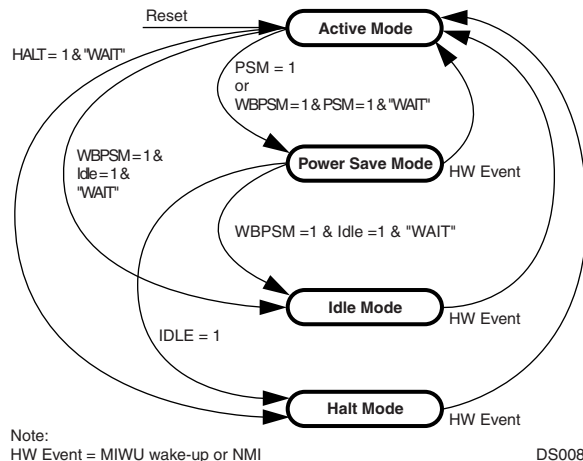 Reset
Active Mode
HALT = 1 & "WAIT"
PSM = 1
or
WBPSM = 1 & PSM = 1 & "WAIT"
WBPSM = 1 &
Idle = 1 &
"WAIT"
Power Save Mode
HW Event
WBPSM = 1 & Idle = 1 & "WAIT"
Idle Mode
HW Event
IDLE = 1
Halt Mode
HW Event
Note:
HW Event = MIWU wake-up or NMI
DS008